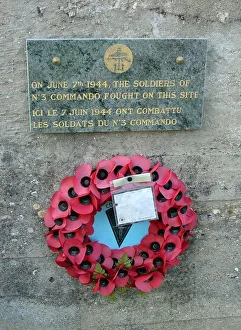 ON JUNE 7th 1944, THE SOLDIERS OF
N°3 COMMANDO FOUGHT ON THIS SITE
ICI LE 7 JUIN 1944 ONT COMBATTU
LES SOLDATS DU N°3 COMMANDO